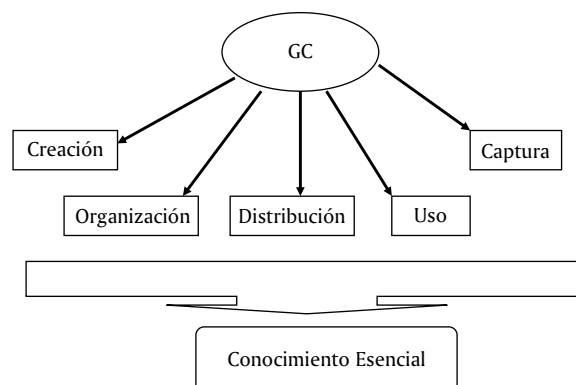 GC
Creación
Captura
Organización
Distribución
Uso
Conocimiento Esencial